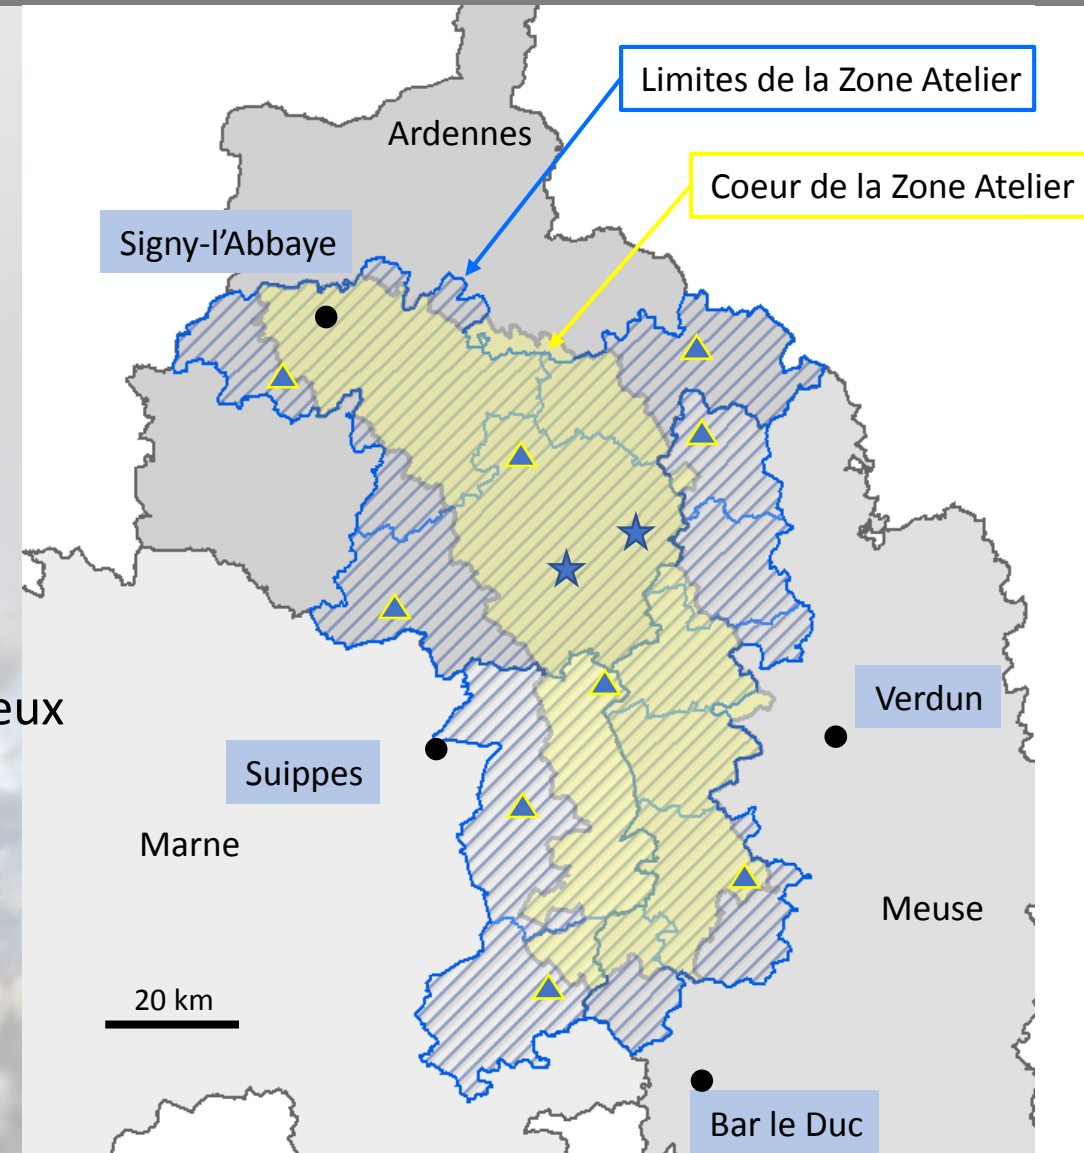 Limites de la Zone Atelier
Ardennes
Coeur de la Zone Atelier
Signy-l'Abbaye
Verdun
eux
Suippes
Marne
Meuse
20 km
Bar le Duc